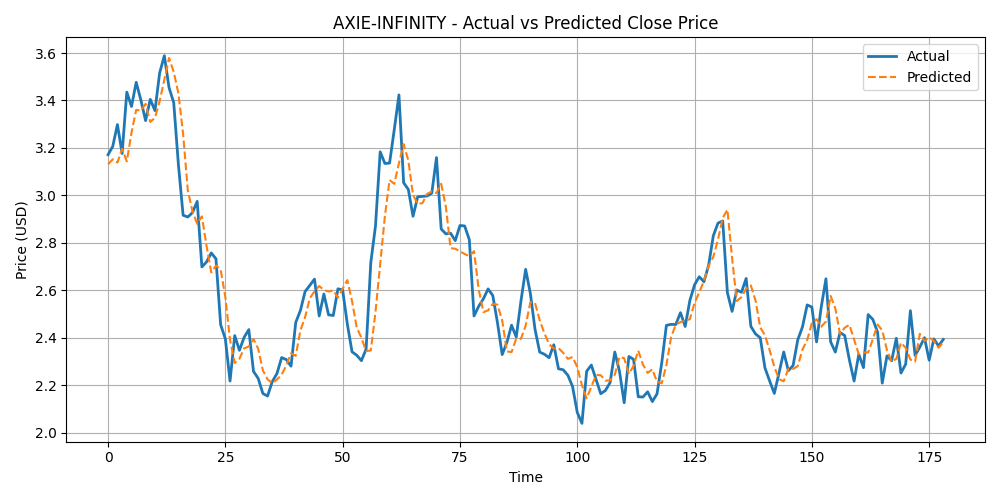 AXIE-INFINITY - Actual vs Predicted Close Price
Actual
Predicted
Price (USD)
3.6
3.4
3.2
3.0
2.8
2.6
2.4
2.2
2.0
0 25 50 75 100 125 150 175
Time